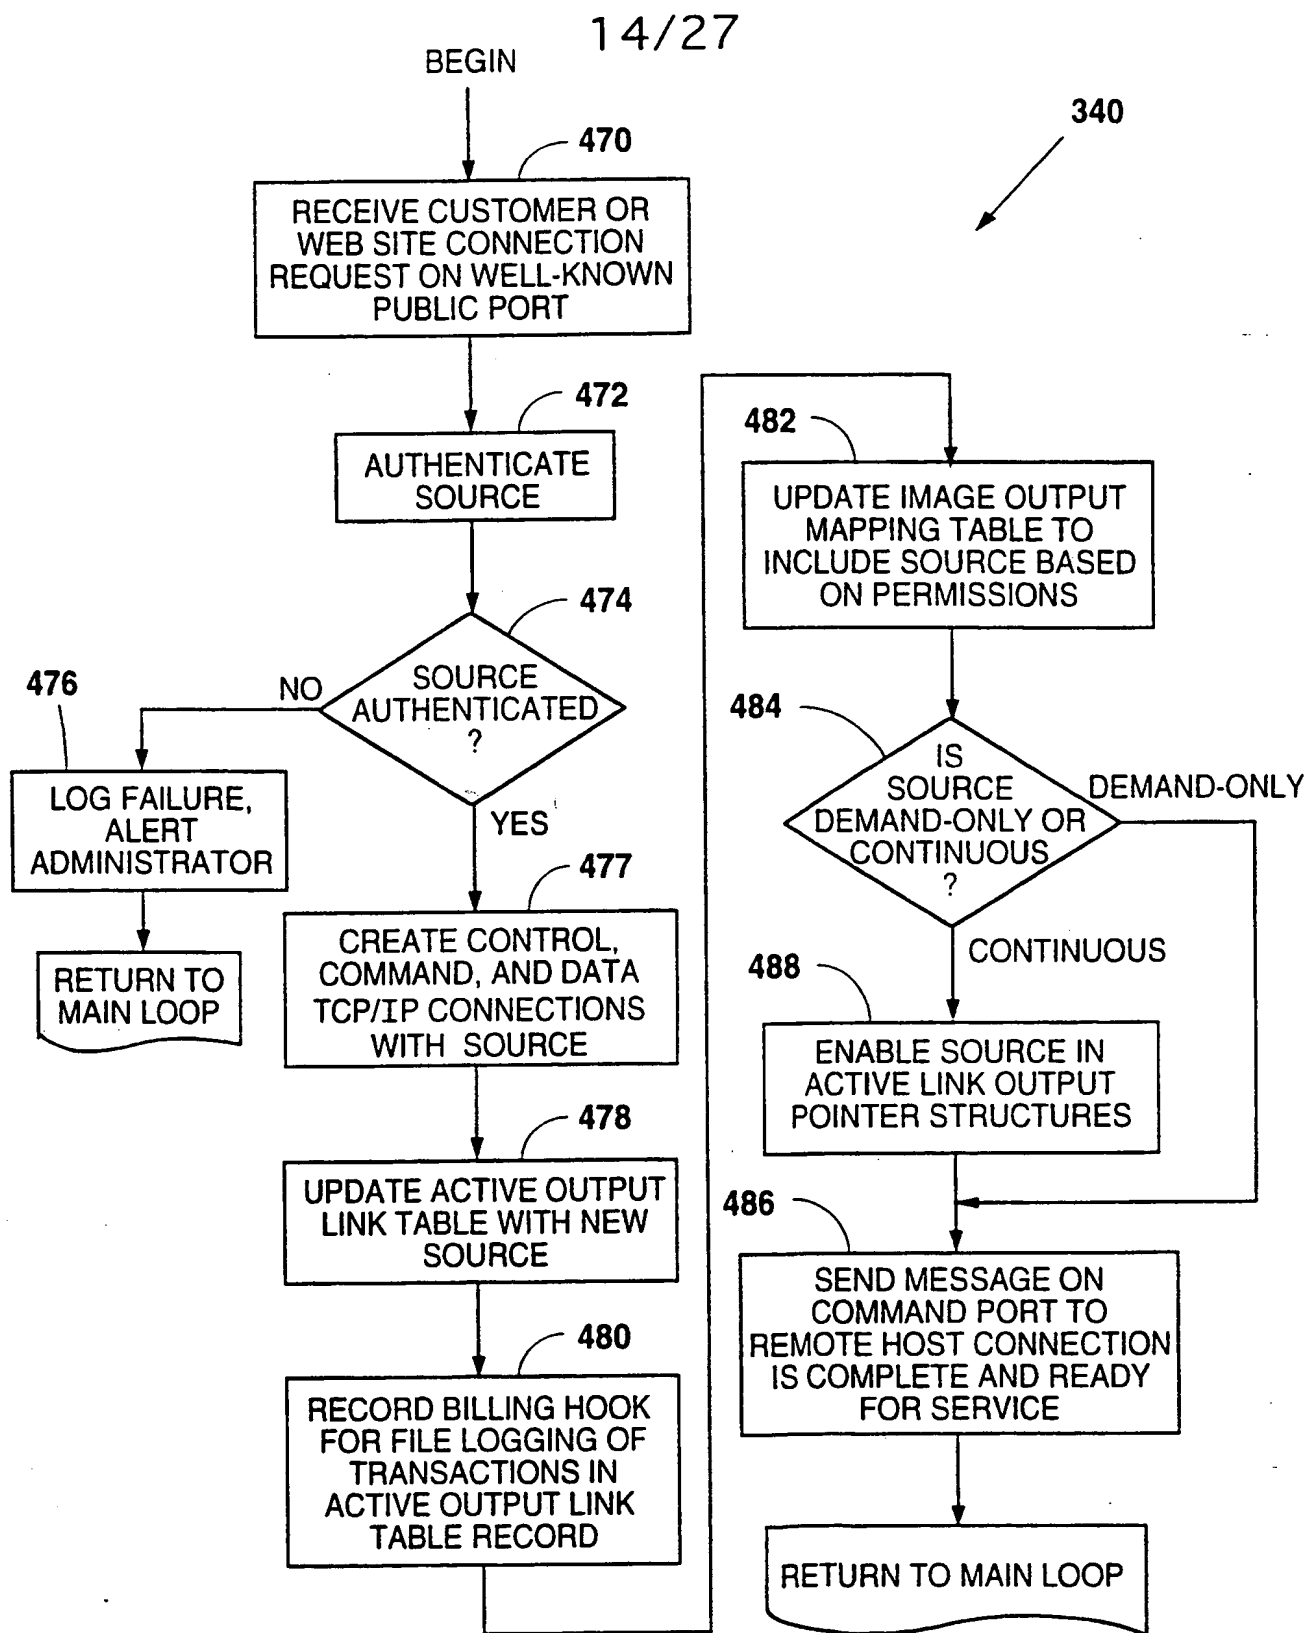 14/27
BEGIN
340
470
RECEIVE CUSTOMER OR
WEB SITE CONNECTION
REQUEST ON WELL-KNOWN
PUBLIC PORT
472
AUTHENTICATE
SOURCE
474
SOURCE
AUTHENTICATED
?
NO
476
LOG FAILURE,
ALERT
ADMINISTRATOR
RETURN TO
MAIN LOOP
YES
477
CREATE CONTROL,
COMMAND, AND DATA
TCP/IP CONNECTIONS
WITH SOURCE
478
UPDATE ACTIVE OUTPUT
LINK TABLE WITH NEW
SOURCE
480
RECORD BILLING HOOK
FOR FILE LOGGING OF
TRANSACTIONS IN
ACTIVE OUTPUT LINK
TABLE RECORD
482
UPDATE IMAGE OUTPUT
MAPPING TABLE TO
INCLUDE SOURCE BASED
ON PERMISSIONS
484
IS
SOURCE
DEMAND-ONLY OR
CONTINUOUS
?
DEMAND-ONLY
CONTINUOUS
488
ENABLE SOURCE IN
ACTIVE LINK OUTPUT
POINTER STRUCTURES
486
SEND MESSAGE ON
COMMAND PORT TO
REMOTE HOST CONNECTION
IS COMPLETE AND READY
FOR SERVICE
RETURN TO MAIN LOOP